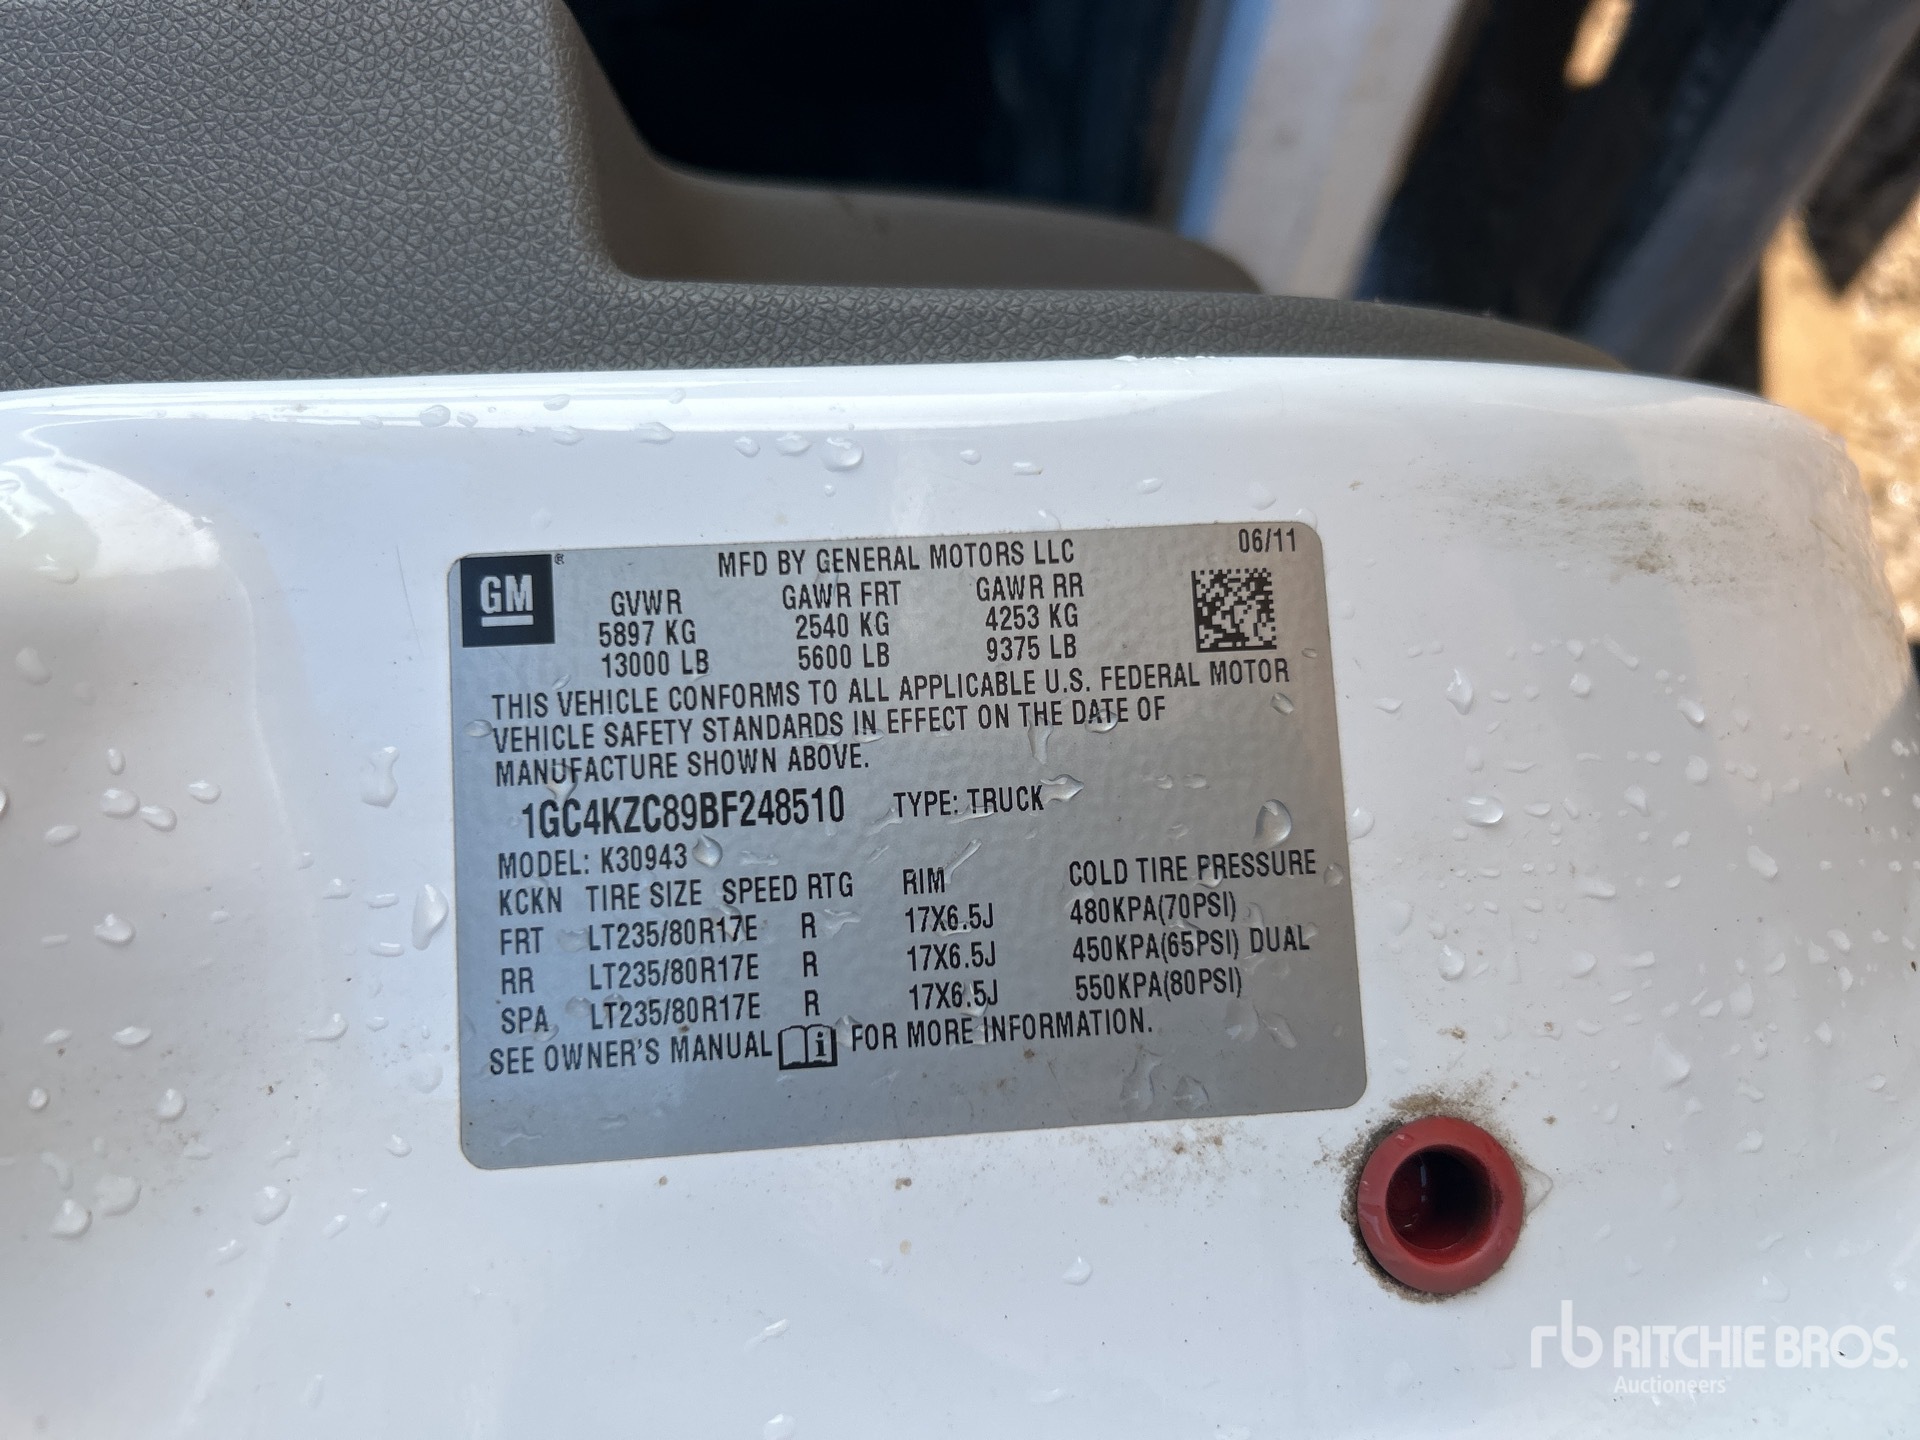 GM ®
MFD BY GENERAL MOTORS LLC 06/11
GVWR GAWR FRT GAWR RR
5897 KG 2540 KG 4253 KG
13000 LB 5600 LB 9375 LB
THIS VEHICLE CONFORMS TO ALL APPLICABLE U.S. FEDERAL MOTOR
VEHICLE SAFETY STANDARDS IN EFFECT ON THE DATE OF
MANUFACTURE SHOWN ABOVE.
1GC4KZC89BF248510 TYPE: TRUCK
MODEL: K30943
KCKN TIRE SIZE SPEED RTG RIM COLD TIRE PRESSURE
FRT LT235/80R17E R 17X6.5J 480KPA(70PSI)
RR LT235/80R17E R 17X6.5J 450KPA(65PSI) DUAL
SPA LT235/80R17E R 17X6.5J 550KPA(80PSI)
SEE OWNER'S MANUAL i FOR MORE INFORMATION.
rb RITCHIE BROS.
Auctioneers